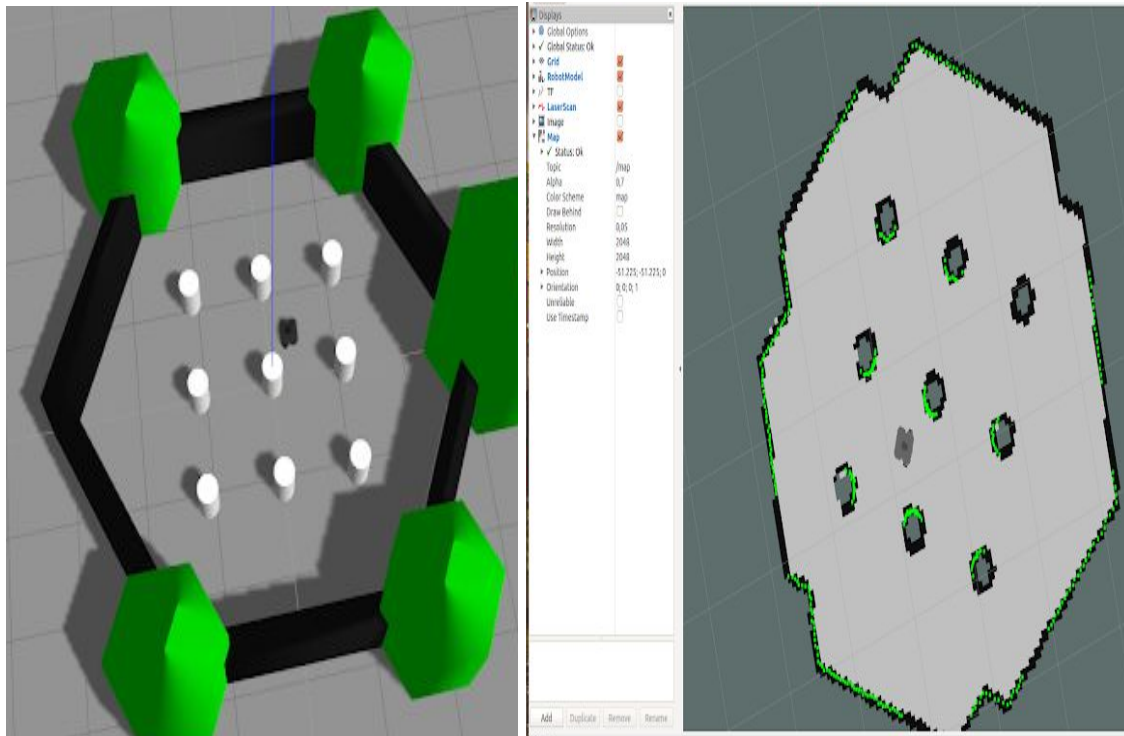 Displays
Global Options
Global Status: Ok
Grid
RobotModel
TF
LaserScan
Image
Map
Status: Ok
Topic /map
Alpha 0,7
Color Scheme map
Draw Behind
Resolution 0,05
Width 2048
Height 2048
Position -51.225; -51.225; 0
Orientation 0; 0; 0; 1
Unreliable
Use Timestamp
Add Duplicate Remove Rename